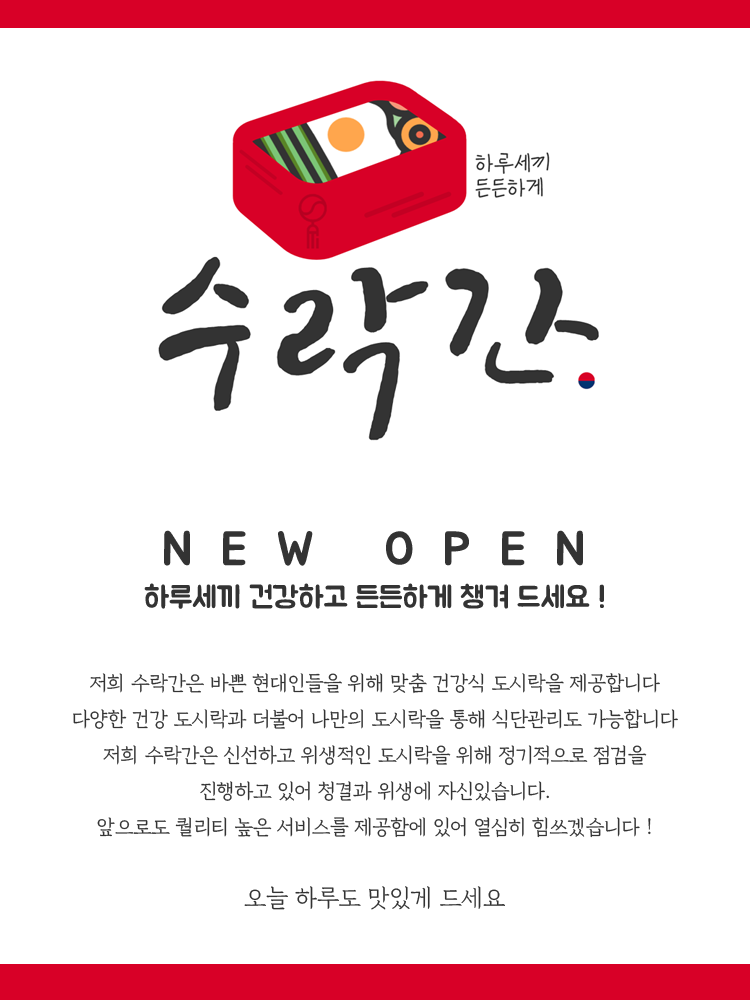 하루세끼
든든하게
수락간.
NEW OPEN
하루세끼 건강하고 든든하게 챙겨 드세요 !
저희 수락간은 바쁜 현대인들을 위해 맞춤 건강식 도시락을 제공합니다
다양한 건강 도시락과 더불어 나만의 도시락을 통해 식단관리도 가능합니다
저희 수락간은 신선하고 위생적인 도시락을 위해 정기적으로 점검을
진행하고 있어 청결과 위생에 자신있습니다.
앞으로도 퀄리티 높은 서비스를 제공함에 있어 열심히 힘쓰겠습니다 !
오늘 하루도 맛있게 드세요